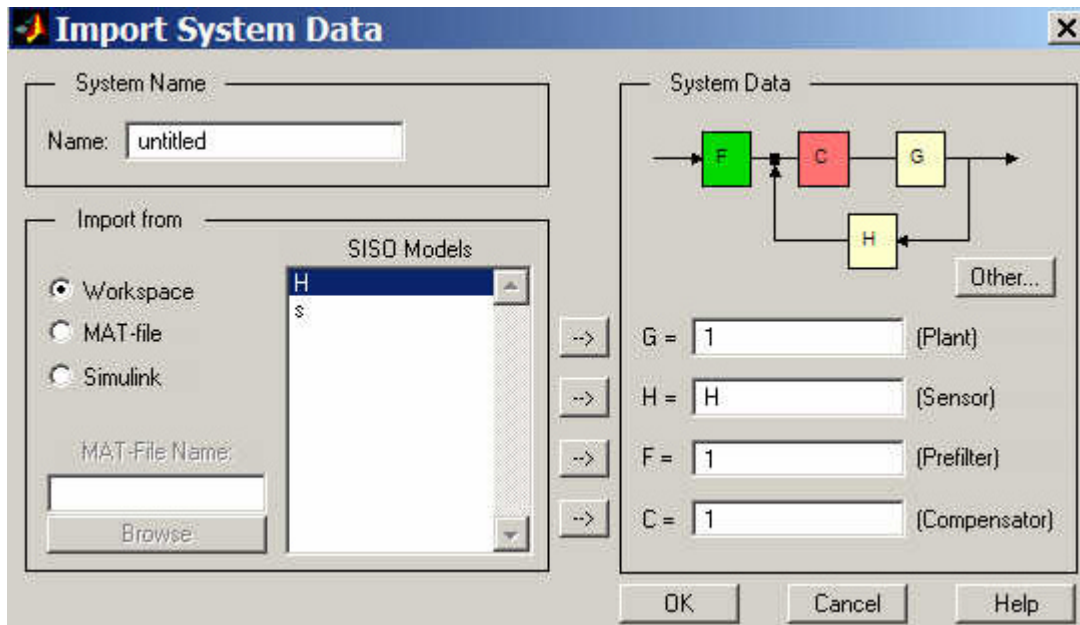 Import System Data
System Name
Name: untitled
Import from
SISO Models
Workspace
MAT-file
Simulink
H
s
MAT-File Name:
Browse
System Data
F
C
G
H
Other...
--> G = 1 (Plant)
--> H = H (Sensor)
--> F = 1 (Prefilter)
--> C = 1 (Compensator)
OK
Cancel
Help